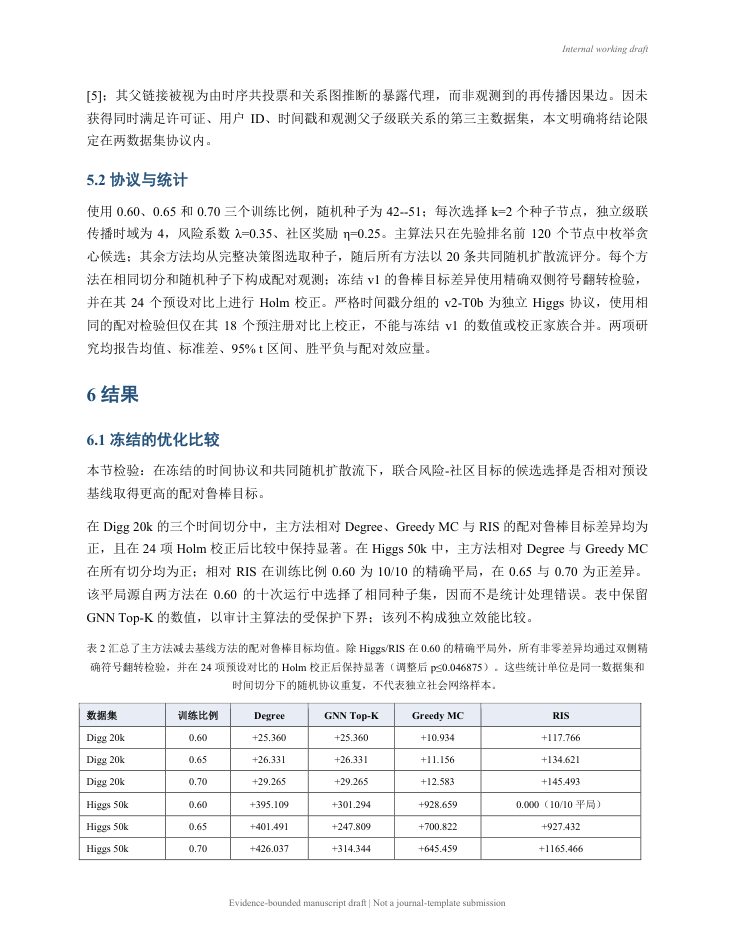 Internal working draft
[5]；其父链接被视为由时序共投票和关系图推断的暴露代理，而非观测到的再传播因果边。因未
获得同时满足许可证、用户 ID、时间戳和观测父子级联关系的第三主数据集，本文明确将结论限
定在两数据集协议内。
5.2 协议与统计
使用 0.60、0.65 和 0.70 三个训练比例，随机种子为 42--51；每次选择 k=2 个种子节点，独立级联
传播时域为 4，风险系数 λ=0.35、社区奖励 η=0.25。主算法只在先验排名前 120 个节点中枚举贪
心候选；其余方法均从完整决策图选取种子，随后所有方法以 20 条共同随机扩散流评分。每个方
法在相同切分和随机种子下构成配对观测；冻结 v1 的鲁棒目标差异使用精确双侧符号翻转检验，
并在其 24 个预设对比上进行 Holm 校正。严格时间戳分组的 v2-T0b 为独立 Higgs 协议，使用相
同的配对检验但仅在其 18 个预注册对比上校正，不能与冻结 v1 的数值或校正家族合并。两项研
究均报告均值、标准差、95% t 区间、胜平负与配对效应量。
6 结果
6.1 冻结的优化比较
本节检验：在冻结的时间协议和共同随机扩散流下，联合风险-社区目标的候选选择是否相对预设
基线取得更高的配对鲁棒目标。
在 Digg 20k 的三个时间切分中，主方法相对 Degree、Greedy MC 与 RIS 的配对鲁棒目标差异均为
正，且在 24 项 Holm 校正后比较中保持显著。在 Higgs 50k 中，主方法相对 Degree 与 Greedy MC
在所有切分均为正；相对 RIS 在训练比例 0.60 为 10/10 的精确平局，在 0.65 与 0.70 为正差异。
该平局源自两方法在 0.60 的十次运行中选择了相同种子集，因而不是统计处理错误。表中保留
GNN Top-K 的数值，以审计主算法的受保护下界；该列不构成独立效能比较。
表 2 汇总了主方法减去基线方法的配对鲁棒目标均值。除 Higgs/RIS 在 0.60 的精确平局外，所有非零差异均通过双侧精
确符号翻转检验，并在 24 项预设对比的 Holm 校正后保持显著（调整后 p≤0.046875）。这些统计单位是同一数据集和
时间切分下的随机协议重复，不代表独立社会网络样本。
数据集 训练比例 Degree GNN Top-K Greedy MC RIS
Digg 20k 0.60 +25.360 +25.360 +10.934 +117.766
Digg 20k 0.65 +26.331 +26.331 +11.156 +134.621
Digg 20k 0.70 +29.265 +29.265 +12.583 +145.493
Higgs 50k 0.60 +395.109 +301.294 +928.659 0.000（10/10 平局）
Higgs 50k 0.65 +401.491 +247.809 +700.822 +927.432
Higgs 50k 0.70 +426.037 +314.344 +645.459 +1165.466
Evidence-bounded manuscript draft | Not a journal-template submission